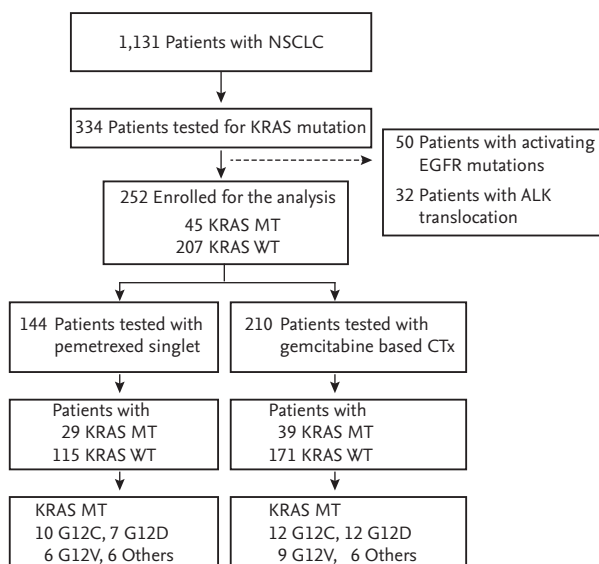 1,131 Patients with NSCLC
334 Patients tested for KRAS mutation
50 Patients with activating
EGFR mutations
32 Patients with ALK
translocation
252 Enrolled for the analysis
45 KRAS MT
207 KRAS WT
144 Patients tested with
pemetrexed singlet
210 Patients tested with
gemcitabine based CTx
Patients with
29 KRAS MT
115 KRAS WT
Patients with
39 KRAS MT
171 KRAS WT
KRAS MT
10 G12C, 7 G12D
6 G12V, 6 Others
KRAS MT
12 G12C, 12 G12D
9 G12V, 6 Others